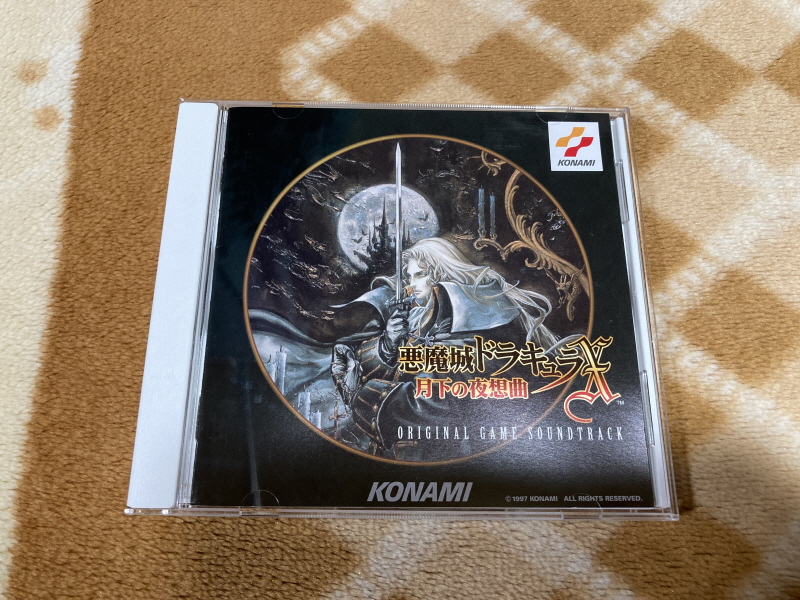 KONAMI
悪魔城ドラキュラX
TM
月下の夜想曲
ORIGINAL GAME SOUNDTRACK
KONAMI
©1997 KONAMI ALL RIGHTS RESERVED.